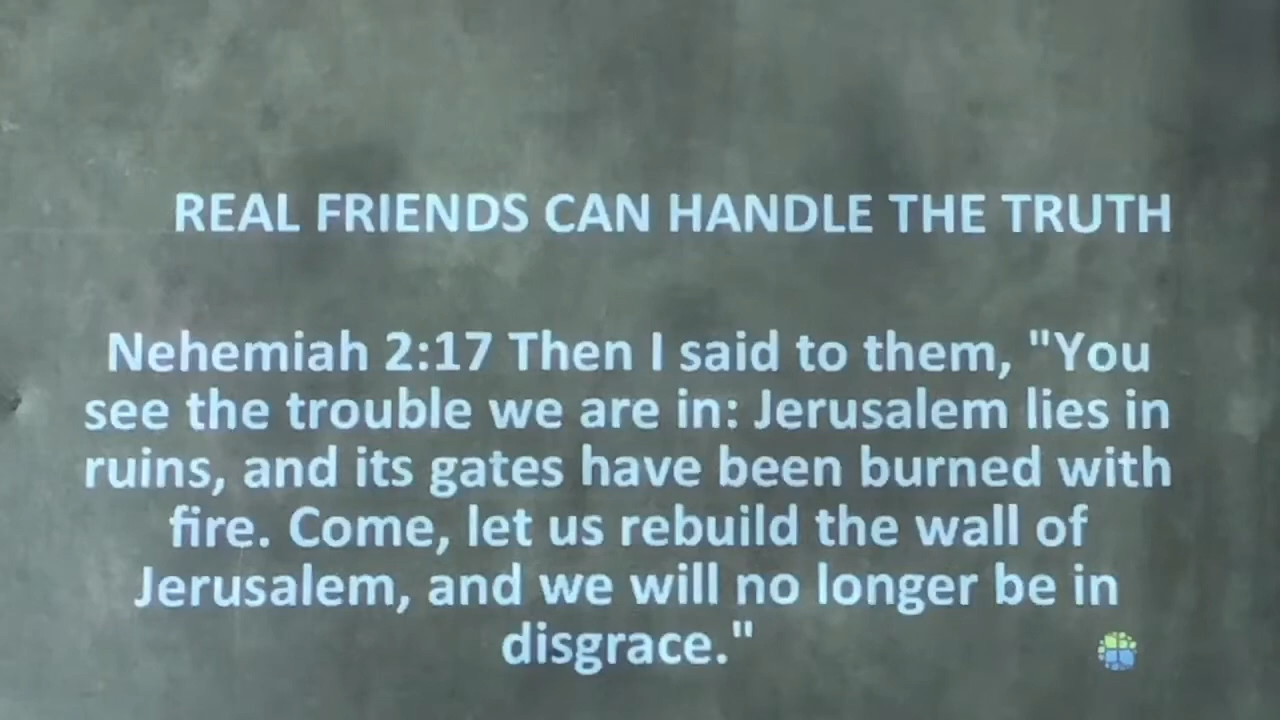 REAL FRIENDS CAN HANDLE THE TRUTH
Nehemiah 2:17 Then I said to them, "You
see the trouble we are in: Jerusalem lies in
ruins, and its gates have been burned with
fire. Come, let us rebuild the wall of
Jerusalem, and we will no longer be in
disgrace."